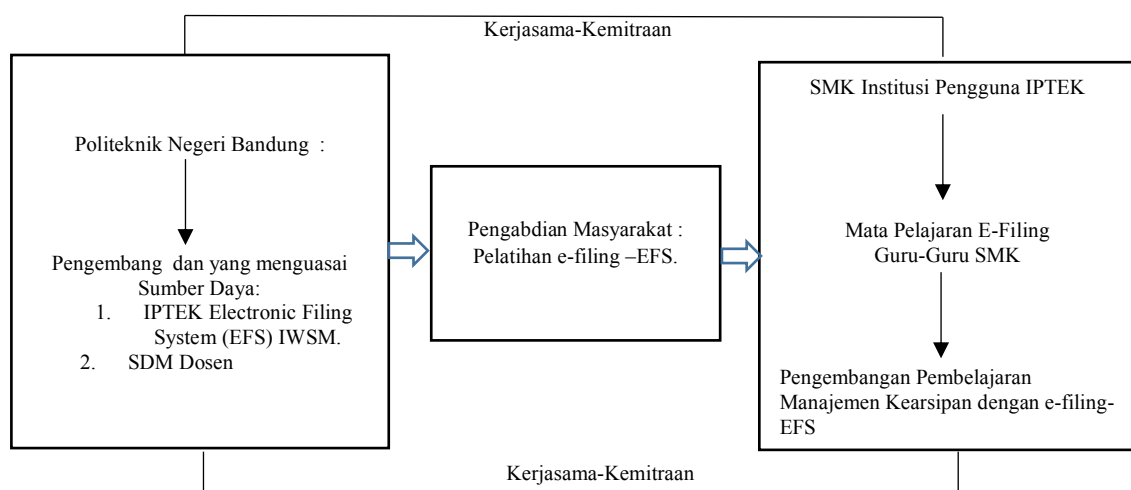 Kerjasama-Kemitraan
Politeknik Negeri Bandung :
Pengembang dan yang menguasai
Sumber Daya:
1. IPTEK Electronic Filing
System (EFS) IWSM.
2. SDM Dosen
Pengabdian Masyarakat :
Pelatihan e-filing –EFS.
SMK Institusi Pengguna IPTEK
Mata Pelajaran E-Filing
Guru-Guru SMK
Pengembangan Pembelajaran
Manajemen Kearsipan dengan e-filing-
EFS
Kerjasama-Kemitraan